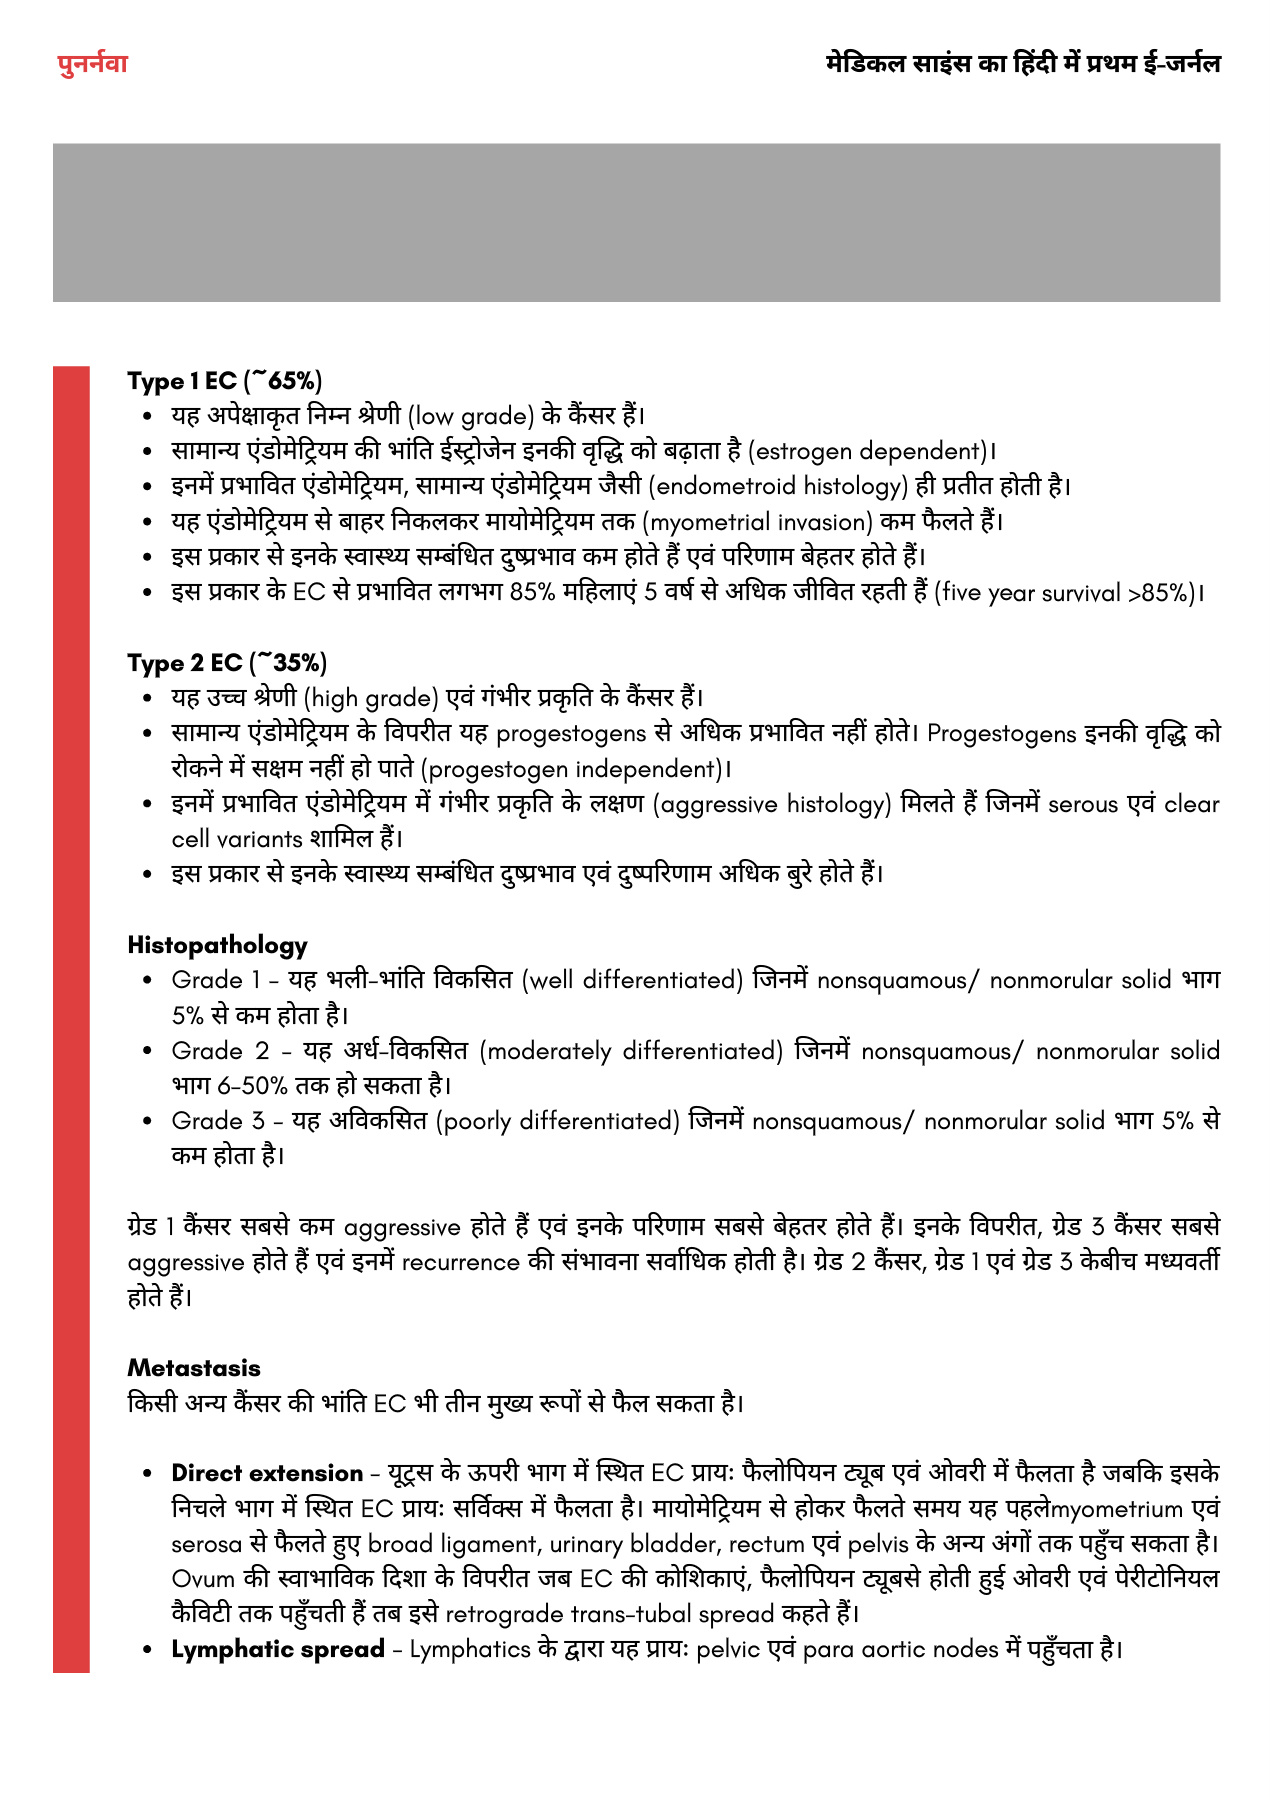 पुनर्नवा
मेडिकल साइंस का हिंदी में प्रथम ई-जर्नल
Type 1 EC (~65%)
• यह अपेक्षाकृत निम्न श्रेणी (low grade) के कैंसर हैं।
• सामान्य एंडोमेट्रियम की भांति ईस्ट्रोजेन इनकी वृद्धि को बढ़ाता है (estrogen dependent)।
• इनमें प्रभावित एंडोमेट्रियम, सामान्य एंडोमेट्रियम जैसी (endometroid histology) ही प्रतीत होती है।
• यह एंडोमेट्रियम से बाहर निकलकर मायोमेट्रियम तक (myometrial invasion) कम फैलते हैं।
• इस प्रकार से इनके स्वास्थ्य सम्बंधित दुष्प्रभाव कम होते हैं एवं परिणाम बेहतर होते हैं।
• इस प्रकार के EC से प्रभावित लगभग 85% महिलाएं 5 वर्ष से अधिक जीवित रहती हैं (five year survival >85%)।
Type 2 EC (~35%)
• यह उच्च श्रेणी (high grade) एवं गंभीर प्रकृति के कैंसर हैं।
• सामान्य एंडोमेट्रियम के विपरीत यह progestogens से अधिक प्रभावित नहीं होते। Progestogens इनकी वृद्धि को
रोकने में सक्षम नहीं हो पाते (progestogen independent)।
• इनमें प्रभावित एंडोमेट्रियम में गंभीर प्रकृति के लक्षण (aggressive histology) मिलते हैं जिनमें serous एवं clear
cell variants शामिल हैं।
• इस प्रकार से इनके स्वास्थ्य सम्बंधित दुष्प्रभाव एवं दुष्परिणाम अधिक बुरे होते हैं।
Histopathology
• Grade 1 - यह भली-भांति विकसित (well differentiated) जिनमें nonsquamous/ nonmorular solid भाग
5% से कम होता है।
• Grade 2 - यह अर्ध-विकसित (moderately differentiated) जिनमें nonsquamous/ nonmorular solid
भाग 6-50% तक हो सकता है।
• Grade 3 - यह अविकसित (poorly differentiated) जिनमें nonsquamous/ nonmorular solid भाग 5% से
कम होता है।
ग्रेड 1 कैंसर सबसे कम aggressive होते हैं एवं इनके परिणाम सबसे बेहतर होते हैं। इनके विपरीत, ग्रेड 3 कैंसर सबसे
aggressive होते हैं एवं इनमें recurrence की संभावना सर्वाधिक होती है। ग्रेड 2 कैंसर, ग्रेड 1 एवं ग्रेड 3 केबीच मध्यवर्ती
होते हैं।
Metastasis
किसी अन्य कैंसर की भांति EC भी तीन मुख्य रूपों से फैल सकता है।
• Direct extension - यूट्रस के ऊपरी भाग में स्थित EC प्रायः फैलोपियन ट्यूब एवं ओवरी में फैलता है जबकि इसके
निचले भाग में स्थित EC प्रायः सर्विक्स में फैलता है। मायोमेट्रियम से होकर फैलते समय यह पहलेmyometrium एवं
serosa से फैलते हुए broad ligament, urinary bladder, rectum एवं pelvis के अन्य अंगों तक पहुँच सकता है।
Ovum की स्वाभाविक दिशा के विपरीत जब EC की कोशिकाएं, फैलोपियन ट्यूबसे होती हुई ओवरी एवं पेरीटोनियल
कैविटी तक पहुँचती हैं तब इसे retrograde trans-tubal spread कहते हैं।
• Lymphatic spread - Lymphatics के द्वारा यह प्रायः pelvic एवं para aortic nodes में पहुँचता है।